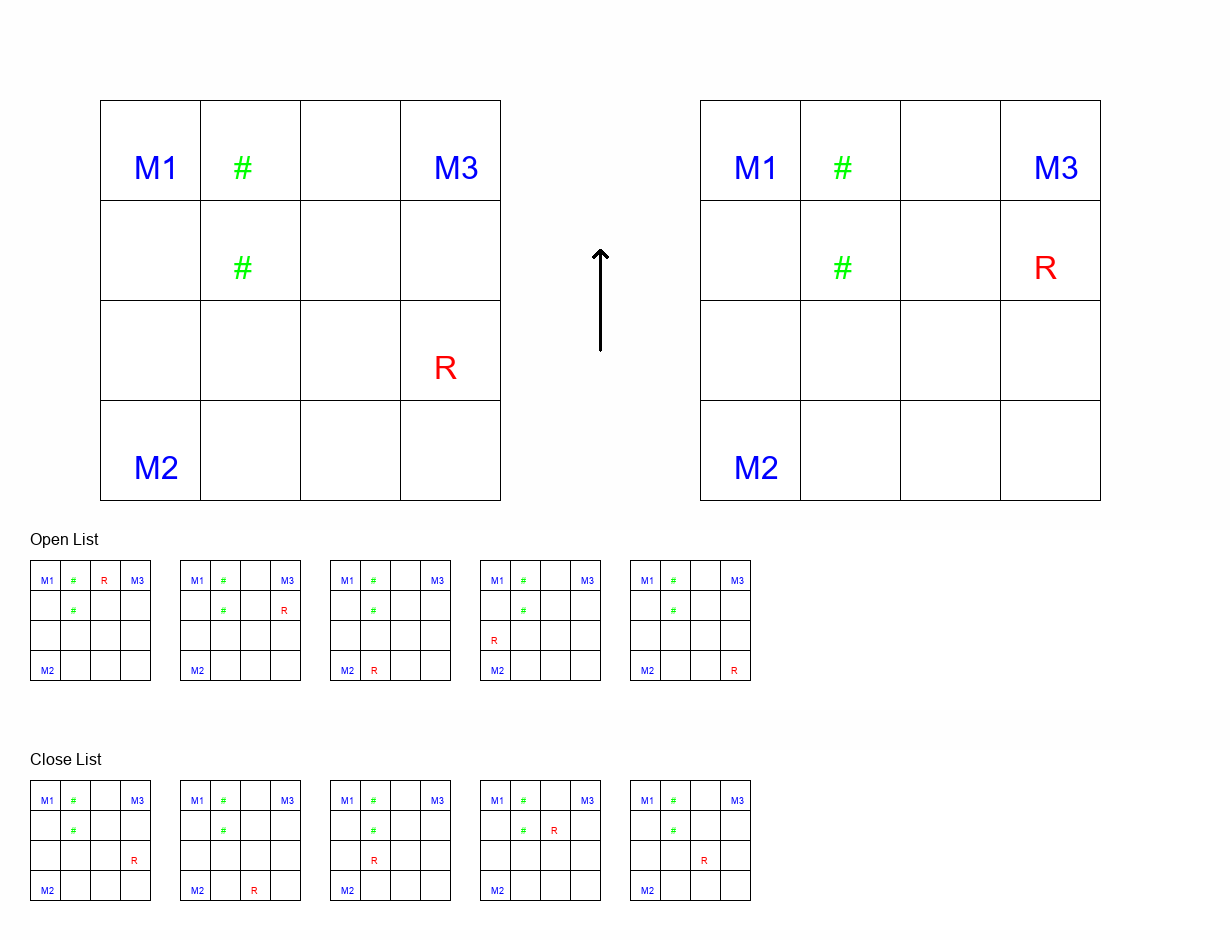 M1 # M3 M1 # M3
# # R
R
M2 M2
Open List
M1 # R M3 M1 # M3 M1 # M3 M1 # M3 M1 # M3
# # R # # #
R
M2 M2 M2 R M2 M2 R
Close List
M1 # M3 M1 # M3 M1 # M3 M1 # M3 M1 # M3
# # # # R #
R R R
M2 M2 R M2 M2 M2